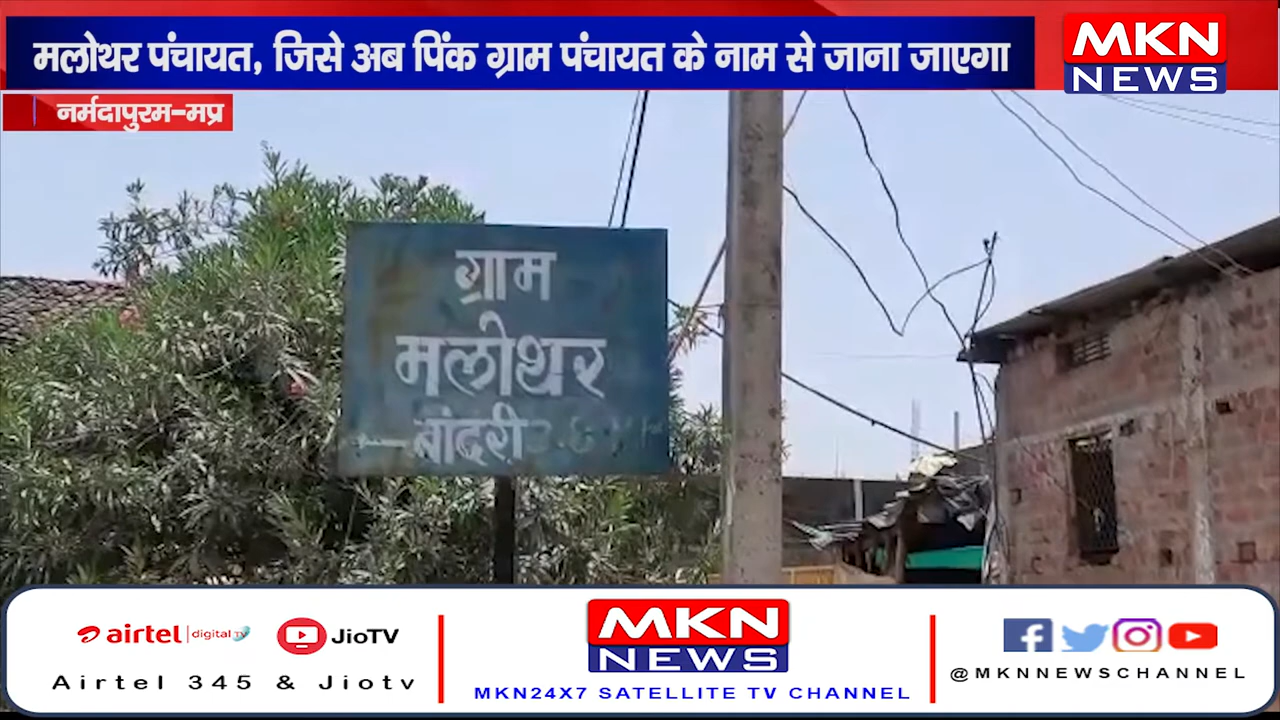 मलोथर पंचायत, जिसे अब पिंक ग्राम पंचायत के नाम से जाना जाएगा
MKN
NEWS
नर्मदापुरम-मप्र
ग्राम
मलोथर
बांदरी
airtel digital TV
JioTV
Airtel 345 & Jiotv
MKN
NEWS
MKN24X7 SATELLITE TV CHANNEL
@MKNNEWSCHANNEL